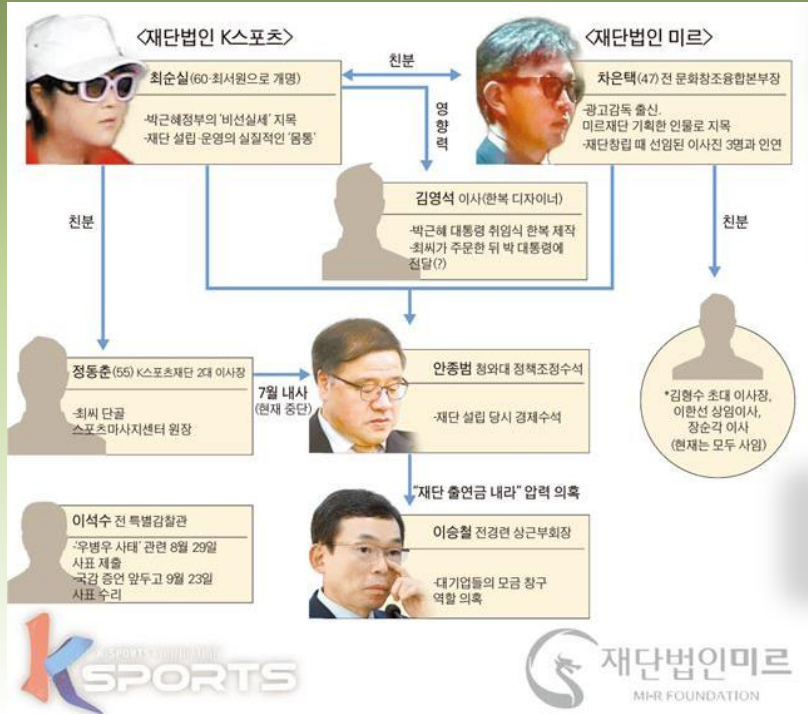 〈재단법인 K스포츠〉
〈재단법인 미르〉
최순실(60·최서원으로 개명)
-박근혜정부의 '비선실세' 지목
-재단 설립·운영의 실질적인 '몸통'
친분
차은택(47) 전 문화창조융합본부장
-광고감독 출신.
미르재단 기획한 인물로 지목
-재단창립 때 선임된 이사진 3명과 인연
영향력
김영석 이사(한복 디자이너)
-박근혜 대통령 취임식 한복 제작
-최씨가 주문한 뒤 박 대통령에
전달(?)
친분
친분
정동춘(55) K스포츠재단 2대 이사장
-최씨 단골
스포츠마사지센터 원장
7월 내사
(현재 중단)
안종범 청와대 정책조정수석
-재단 설립 당시 경제수석
*김형수 초대 이사장,
이한선 상임이사,
장순각 이사
(현재는 모두 사임)
"재단 출연금 내라" 압력 의혹
이석수 전 특별감찰관
-'우병우 사태' 관련 8월 29일
사표 제출
-국감 증언 앞두고 9월 23일
사표 수리
이승철 전경련 상근부회장
-대기업들의 모금 창구
역할 의혹
K SPORTS
재단법인미르
MI-R FOUNDATION